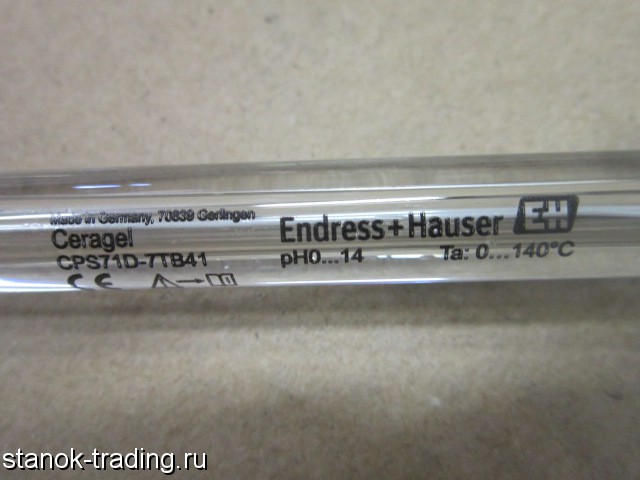 Made in Germany, 70839 Gerlingen
Ceragel
CPS71D-7TB41
CE
Endress+Hauser EH
pH0...14 Ta: 0...140°C
stanok-trading.ru